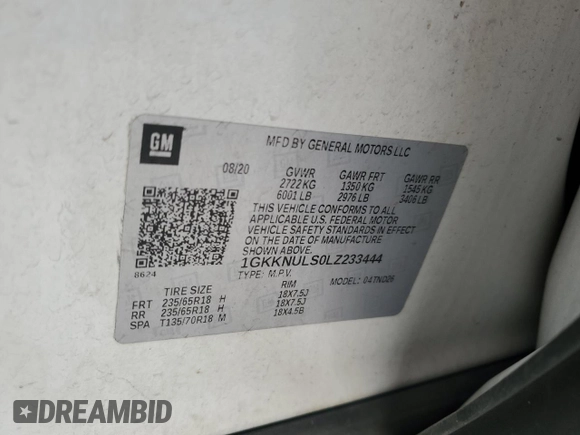 GM
MFD BY GENERAL MOTORS LLC
08/20 GVWR GAWR FRT GAWR RR
2722 KG 1350 KG 1545 KG
6001 LB 2976 LB 3406 LB
THIS VEHICLE CONFORMS TO ALL
APPLICABLE U.S. FEDERAL MOTOR
VEHICLE SAFETY STANDARDS IN
EFFECT ON THE DATE OF MANUFACTURE
SHOWN ABOVE.
1GKKNULS0LZ233444
8624 TYPE: M.P.V. MODEL: 04TND26
TIRE SIZE RIM
FRT 235/65R18 H 18X7.5J
RR 235/65R18 H 18X7.5J
SPA T135/70R18 M 18X4.5B
DREAMBID